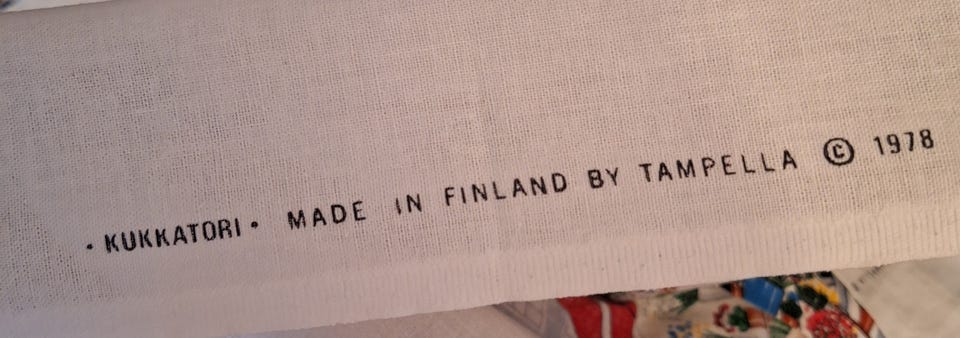 • KUKKATORI • MADE IN FINLAND BY TAMPELLA © 1978